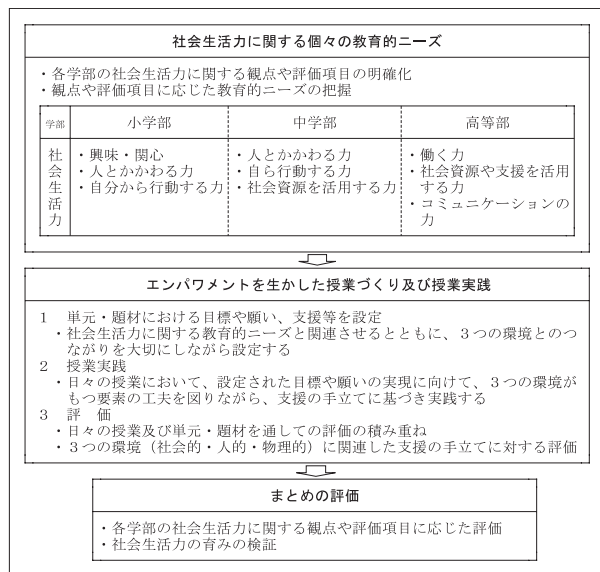 社会生活力に関する個々の教育的ニーズ
・各学部の社会生活力に関する観点や評価項目の明確化
・観点や評価項目に応じた教育的ニーズの把握
学部 小学部 中学部 高等部
社会生活力
・興味・関心
・人とかかわる力
・自分から行動する力
・人とかかわる力
・自ら行動する力
・社会資源を活用する力
・働く力
・社会資源や支援を活用
する力
・コミュニケーションの
力
エンパワメントを生かした授業づくり及び授業実践
1 単元・題材における目標や願い、支援等を設定
・社会生活力に関する教育的ニーズと関連させるとともに、3つの環境とのつ
ながりを大切にしながら設定する
2 授業実践
・日々の授業において、設定された目標や願いの実現に向けて、3つの環境が
もつ要素の工夫を図りながら、支援の手立てに基づき実践する
3 評 価
・日々の授業及び単元・題材を通しての評価の積み重ね
・3つの環境(社会的・人的・物理的)に関連した支援の手立てに対する評価
まとめの評価
・各学部の社会生活力に関する観点や評価項目に応じた評価
・社会生活力の育みの検証